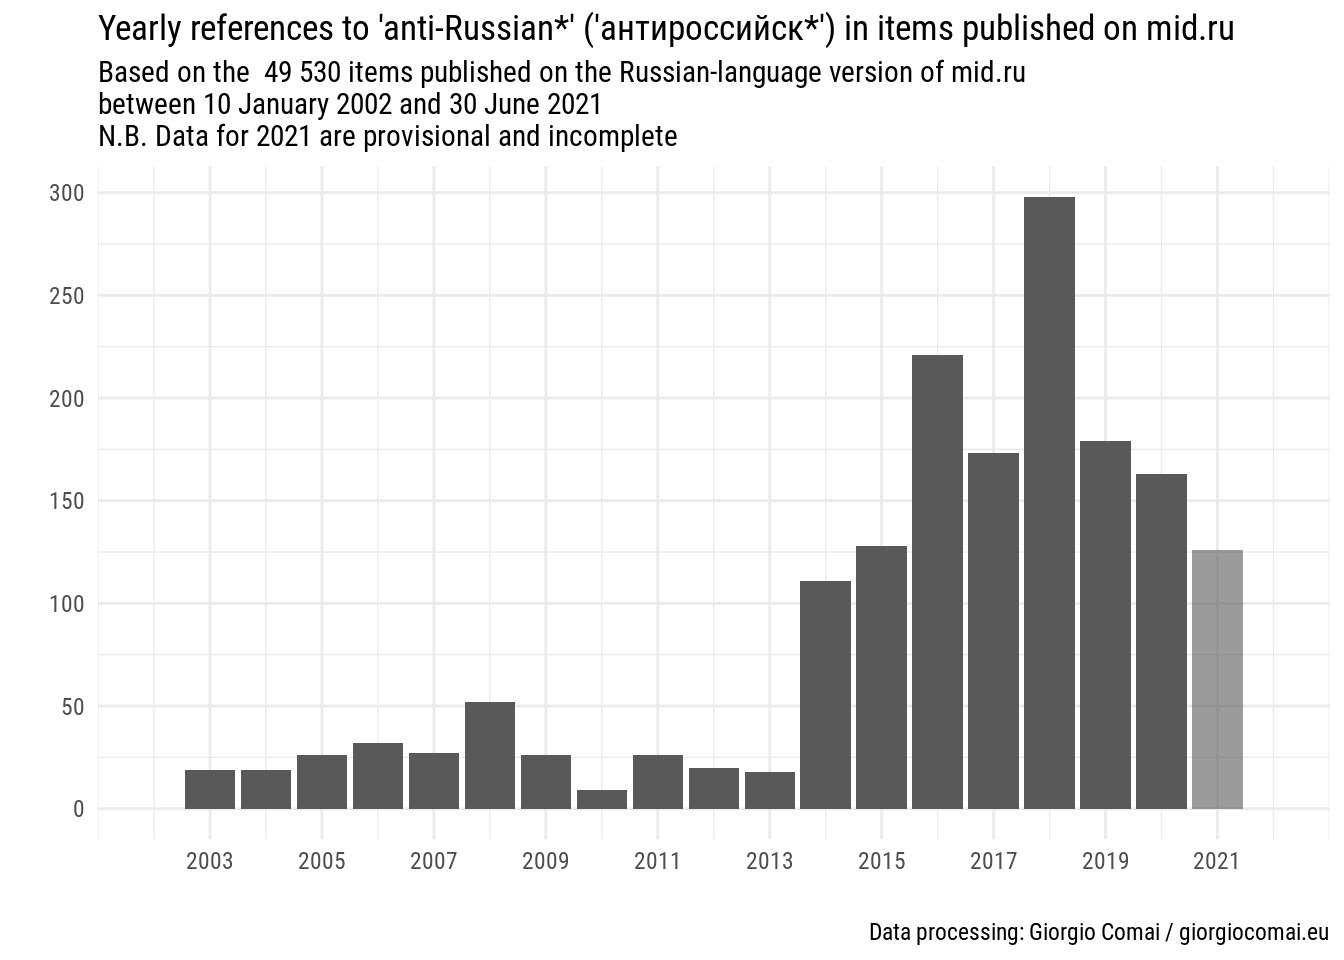 Yearly references to 'anti-Russian*' ('антироссийск*') in items published on mid.ru
Based on the  49 530 items published on the Russian-language version of mid.ru
between 10 January 2002 and 30 June 2021
N.B. Data for 2021 are provisional and incomplete
300
250
200
150
100
50
0
2003 2005 2007 2009 2011 2013 2015 2017 2019 2021
Data processing: Giorgio Comai / giorgiocomai.eu